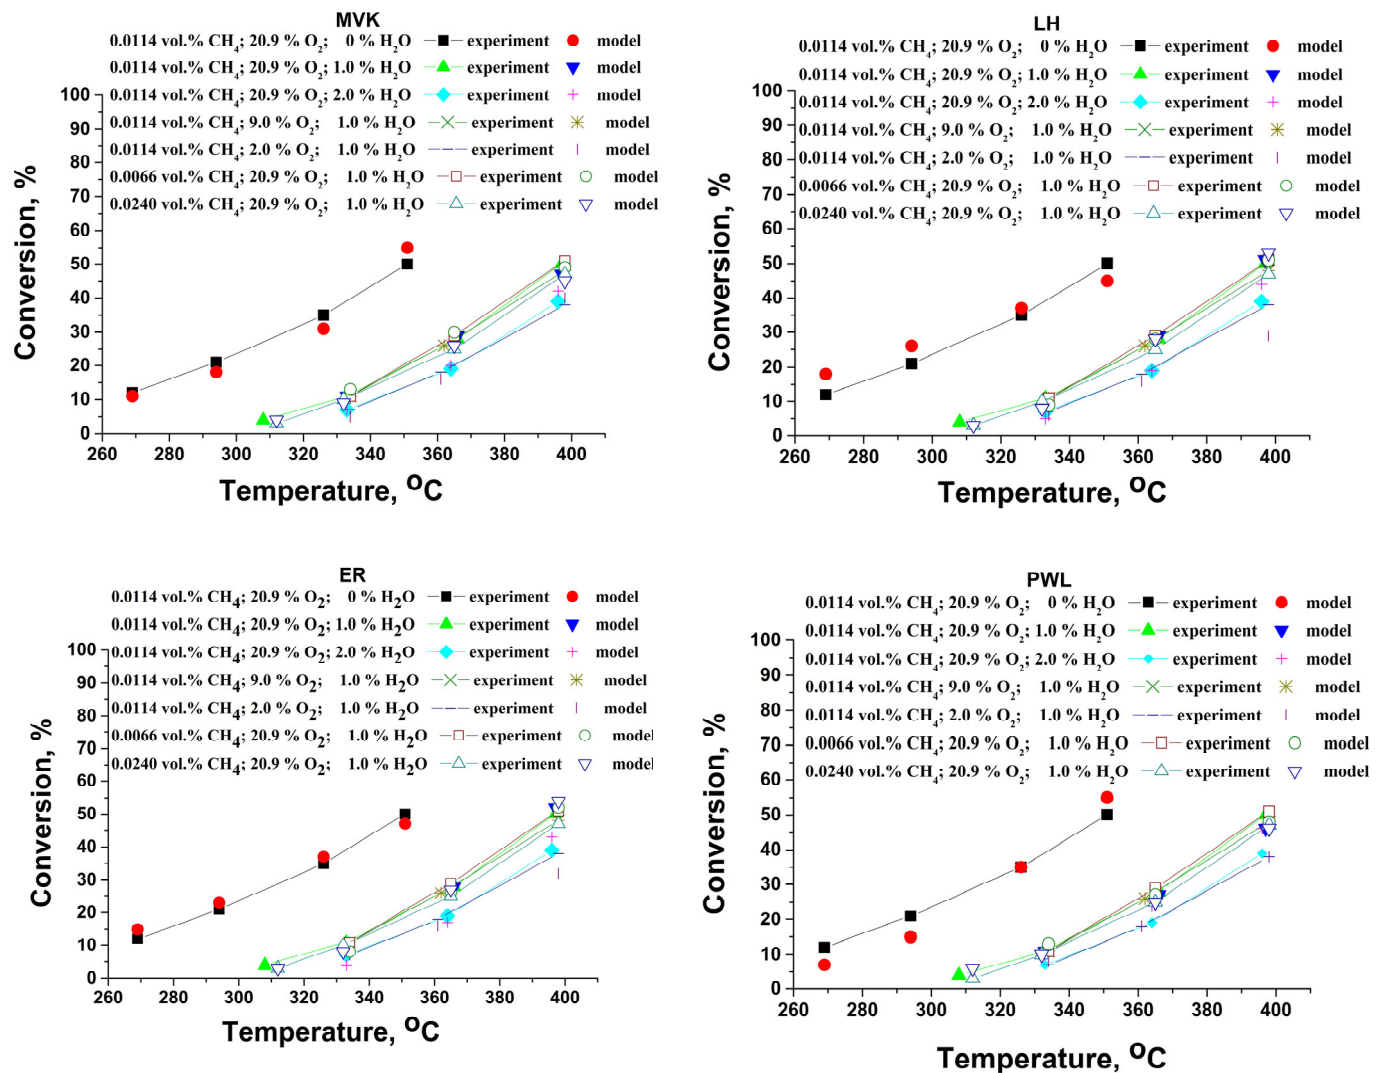 MVK
0.0114 vol.% CH4; 20.9 % O2; 0 % H2O experiment model
0.0114 vol.% CH4; 20.9 % O2; 1.0 % H2O experiment model
0.0114 vol.% CH4; 20.9 % O2; 2.0 % H2O experiment model
0.0114 vol.% CH4; 9.0 % O2; 1.0 % H2O experiment model
0.0114 vol.% CH4; 2.0 % O2; 1.0 % H2O experiment model
0.0066 vol.% CH4; 20.9 % O2; 1.0 % H2O experiment model
0.0240 vol.% CH4; 20.9 % O2; 1.0 % H2O experiment model
Conversion, %
100
90
80
70
60
50
40
30
20
10
0
260 280 300 320 340 360 380 400
Temperature, °C
LH
0.0114 vol.% CH4; 20.9 % O2; 0 % H2O experiment model
0.0114 vol.% CH4; 20.9 % O2; 1.0 % H2O experiment model
0.0114 vol.% CH4; 20.9 % O2; 2.0 % H2O experiment model
0.0114 vol.% CH4; 9.0 % O2; 1.0 % H2O experiment model
0.0114 vol.% CH4; 2.0 % O2; 1.0 % H2O experiment model
0.0066 vol.% CH4; 20.9 % O2; 1.0 % H2O experiment model
0.0240 vol.% CH4; 20.9 % O2; 1.0 % H2O experiment model
Conversion, %
100
90
80
70
60
50
40
30
20
10
0
260 280 300 320 340 360 380 400
Temperature, °C
ER
0.0114 vol.% CH4; 20.9 % O2; 0 % H2O experiment model
0.0114 vol.% CH4; 20.9 % O2; 1.0 % H2O experiment model
0.0114 vol.% CH4; 20.9 % O2; 2.0 % H2O experiment model
0.0114 vol.% CH4; 9.0 % O2; 1.0 % H2O experiment model
0.0114 vol.% CH4; 2.0 % O2; 1.0 % H2O experiment model
0.0066 vol.% CH4; 20.9 % O2; 1.0 % H2O experiment model
0.0240 vol.% CH4; 20.9 % O2; 1.0 % H2O experiment model
Conversion, %
100
90
80
70
60
50
40
30
20
10
0
260 280 300 320 340 360 380 400
Temperature, °C
PWL
0.0114 vol.% CH4; 20.9 % O2; 0 % H2O experiment model
0.0114 vol.% CH4; 20.9 % O2; 1.0 % H2O experiment model
0.0114 vol.% CH4; 20.9 % O2; 2.0 % H2O experiment model
0.0114 vol.% CH4; 9.0 % O2; 1.0 % H2O experiment model
0.0114 vol.% CH4; 2.0 % O2; 1.0 % H2O experiment model
0.0066 vol.% CH4; 20.9 % O2; 1.0 % H2O experiment model
0.0240 vol.% CH4; 20.9 % O2; 1.0 % H2O experiment model
Conversion, %
100
90
80
70
60
50
40
30
20
10
0
260 280 300 320 340 360 380 400
Temperature, °C